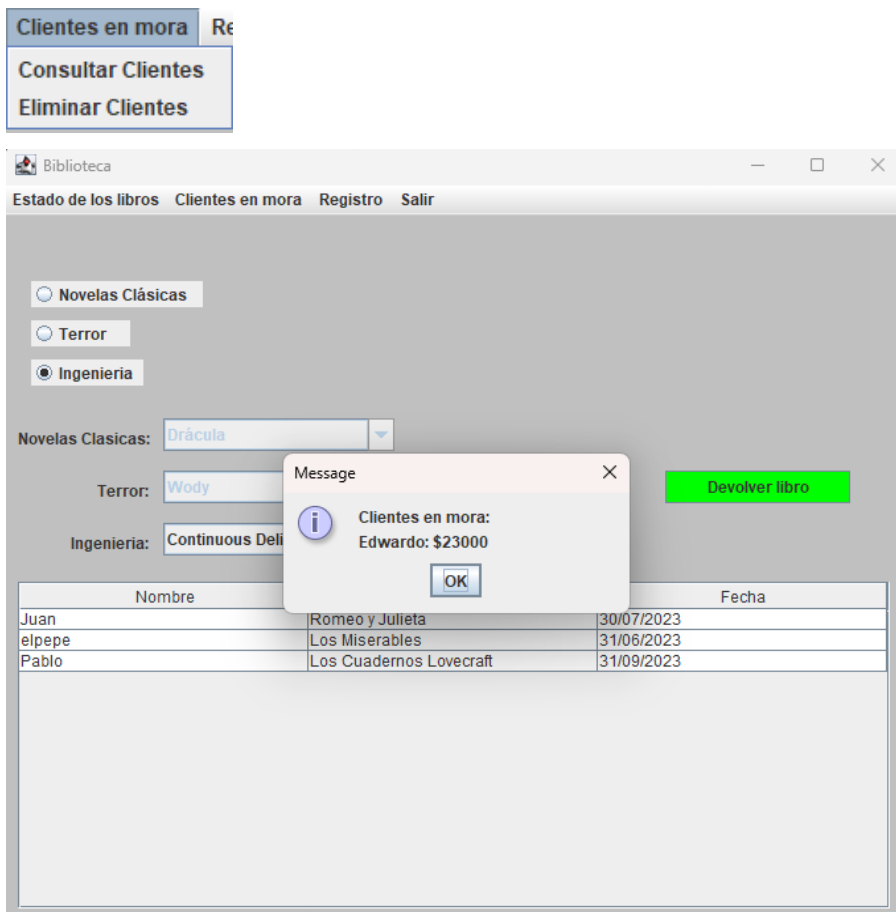 Clientes en mora
Consultar Clientes
Eliminar Clientes
Biblioteca
Estado de los libros Clientes en mora Registro Salir
Novelas Clásicas
Terror
Ingenieria
Novelas Clasicas: Drácula
Terror: Wody
Devolver libro
Ingenieria: Continuous Deli
Message
Clientes en mora:
Edwardo: $23000
OK
Nombre Fecha
Juan Romeo y Julieta 30/07/2023
elpepe Los Miserables 31/06/2023
Pablo Los Cuadernos Lovecraft 31/09/2023